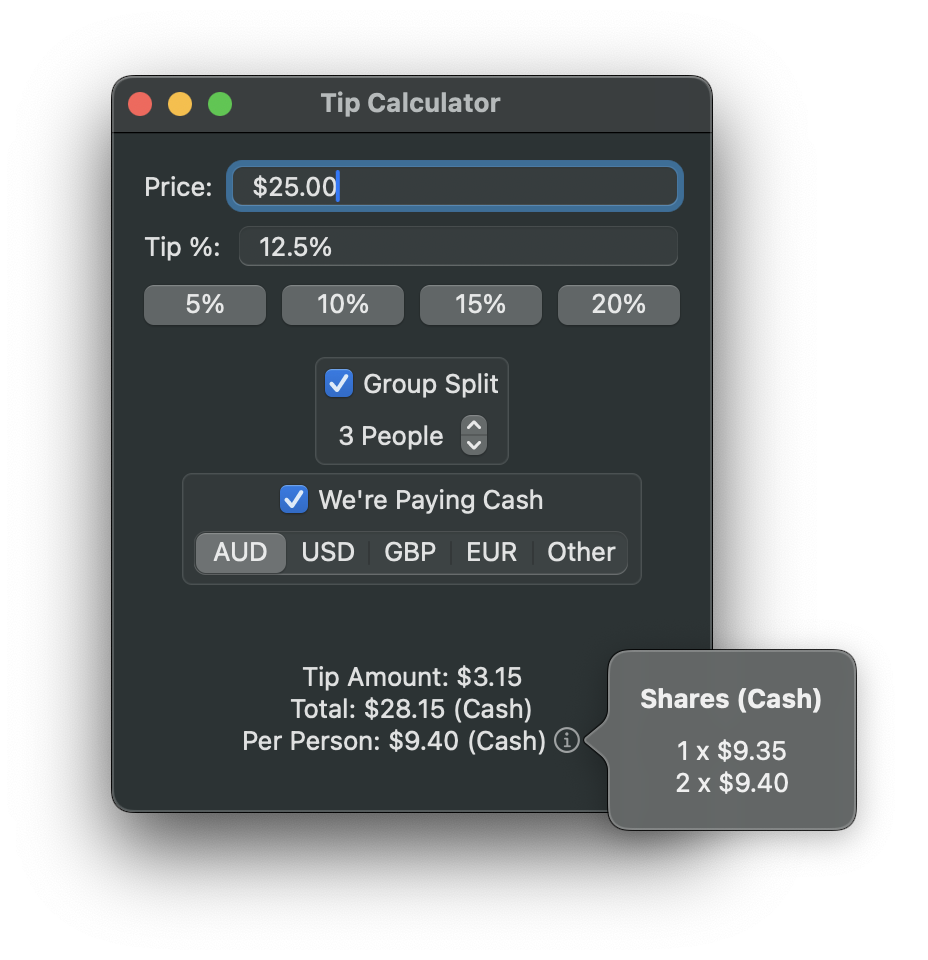 Tip Calculator
Price: $25.00
Tip %: 12.5%
5% 10% 15% 20%
Group Split
3 People
We're Paying Cash
AUD USD GBP EUR Other
Tip Amount: $3.15
Total: $28.15 (Cash)
Per Person: $9.40 (Cash)
Shares (Cash)
1 x $9.35
2 x $9.40